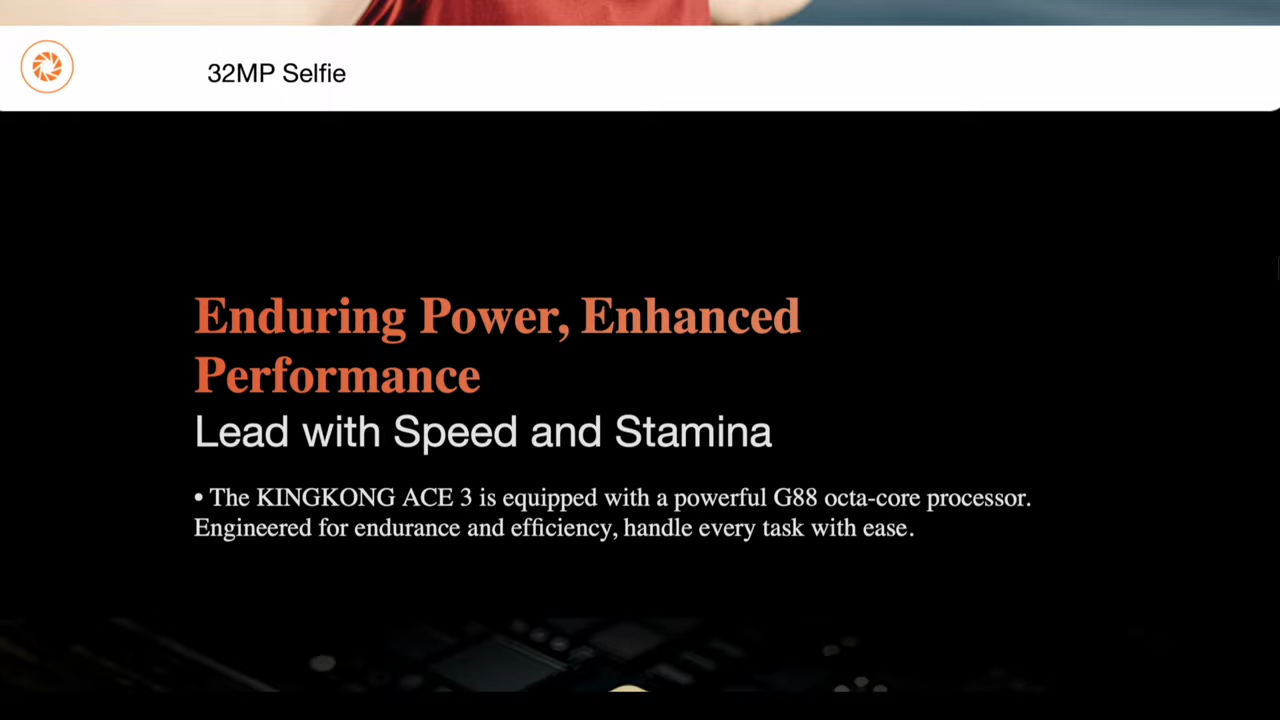 32MP Selfie
Enduring Power, Enhanced
Performance
Lead with Speed and Stamina
• The KINGKONG ACE 3 is equipped with a powerful G88 octa-core processor.
Engineered for endurance and efficiency, handle every task with ease.